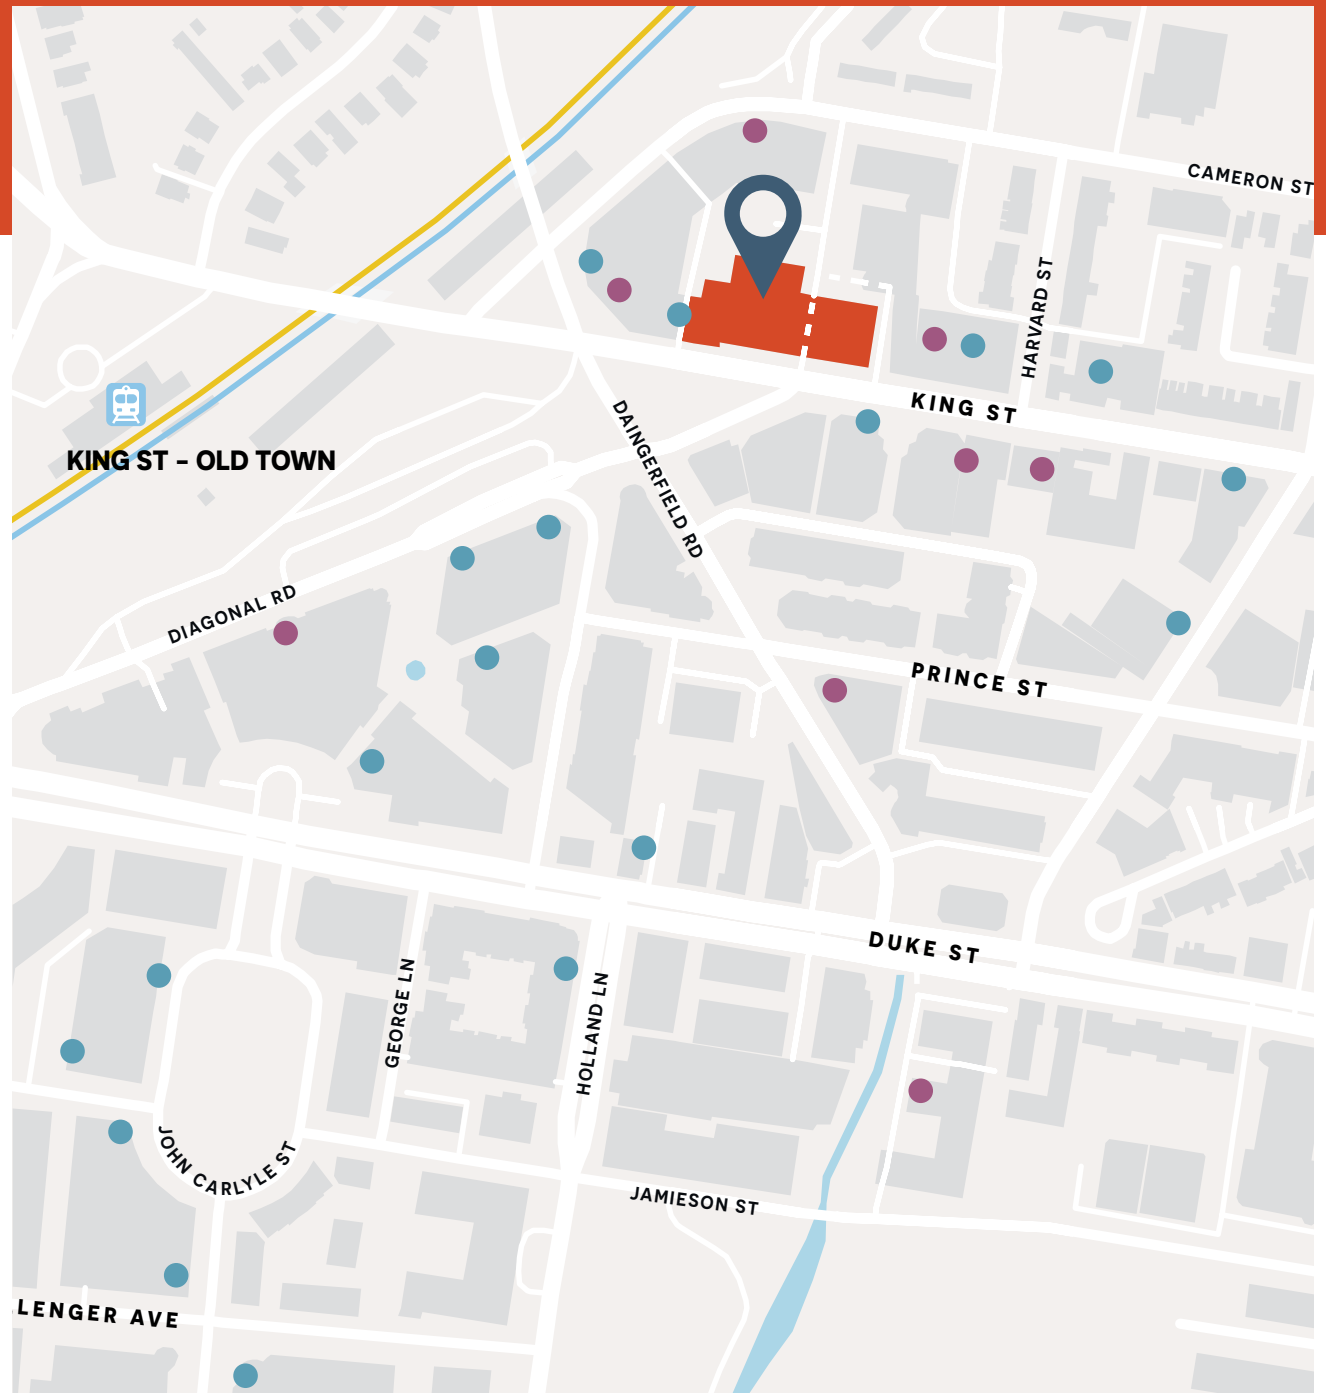 CAMERON ST
HARVARD ST
KING ST
DAINGERFIELD RD
KING ST – OLD TOWN
DIAGONAL RD
PRINCE ST
DUKE ST
GEORGE LN
HOLLAND LN
JOHN CARLYLE ST
JAMIESON ST
LENGER AVE